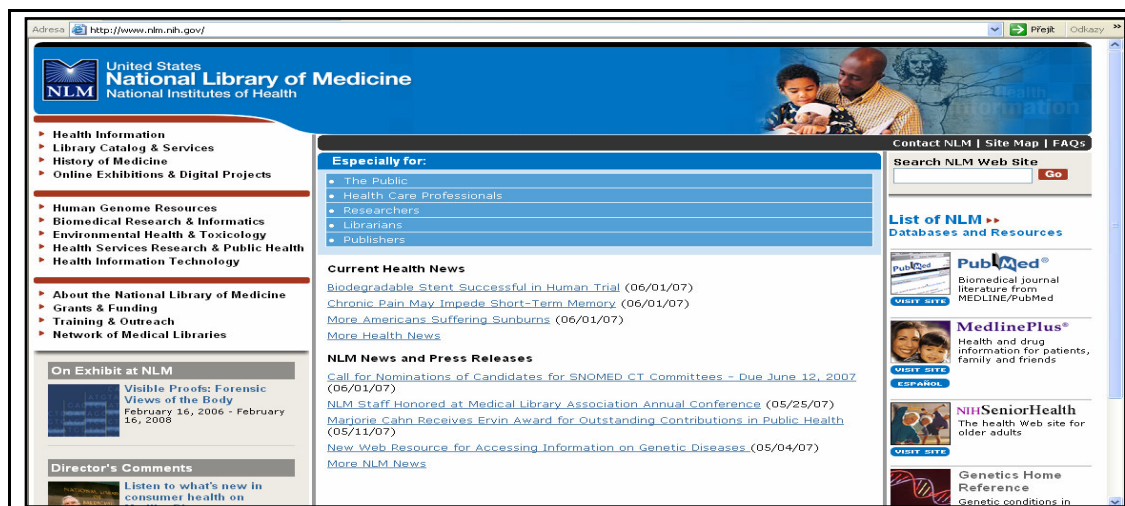 Adresa http://www.nlm.nih.gov/ Přejít Odkazy »
United States
National Library of Medicine
National Institutes of Health
NLM
Health
information
Contact NLM | Site Map | FAQs
Health Information
Library Catalog & Services
History of Medicine
Online Exhibitions & Digital Projects
Human Genome Resources
Biomedical Research & Informatics
Environmental Health & Toxicology
Health Services Research & Public Health
Health Information Technology
About the National Library of Medicine
Grants & Funding
Training & Outreach
Network of Medical Libraries
On Exhibit at NLM
Visible Proofs: Forensic
Views of the Body
February 16, 2006 - February
16, 2008
Director's Comments
Listen to what's new in
consumer health on
Especially for:
• The Public
• Health Care Professionals
• Researchers
• Librarians
• Publishers
Current Health News
Biodegradable Stent Successful in Human Trial (06/01/07)
Chronic Pain May Impede Short-Term Memory (06/01/07)
More Americans Suffering Sunburns (06/01/07)
More Health News
NLM News and Press Releases
Call for Nominations of Candidates for SNOMED CT Committees - Due June 12, 2007
(06/01/07)
NLM Staff Honored at Medical Library Association Annual Conference (05/25/07)
Marjorie Cahn Receives Ervin Award for Outstanding Contributions in Public Health
(05/11/07)
New Web Resource for Accessing Information on Genetic Diseases (05/04/07)
More NLM News
Search NLM Web Site
Go
List of NLM
Databases and Resources
PubMed
VISIT SITE
PubMed®
Biomedical journal
literature from
MEDLINE/PubMed
VISIT SITE
ESPAÑOL
MedlinePlus®
Health and drug
information for patients,
family and friends
VISIT SITE
NIHSeniorHealth
The health Web site for
older adults
Genetics Home
Reference
Genetic conditions in